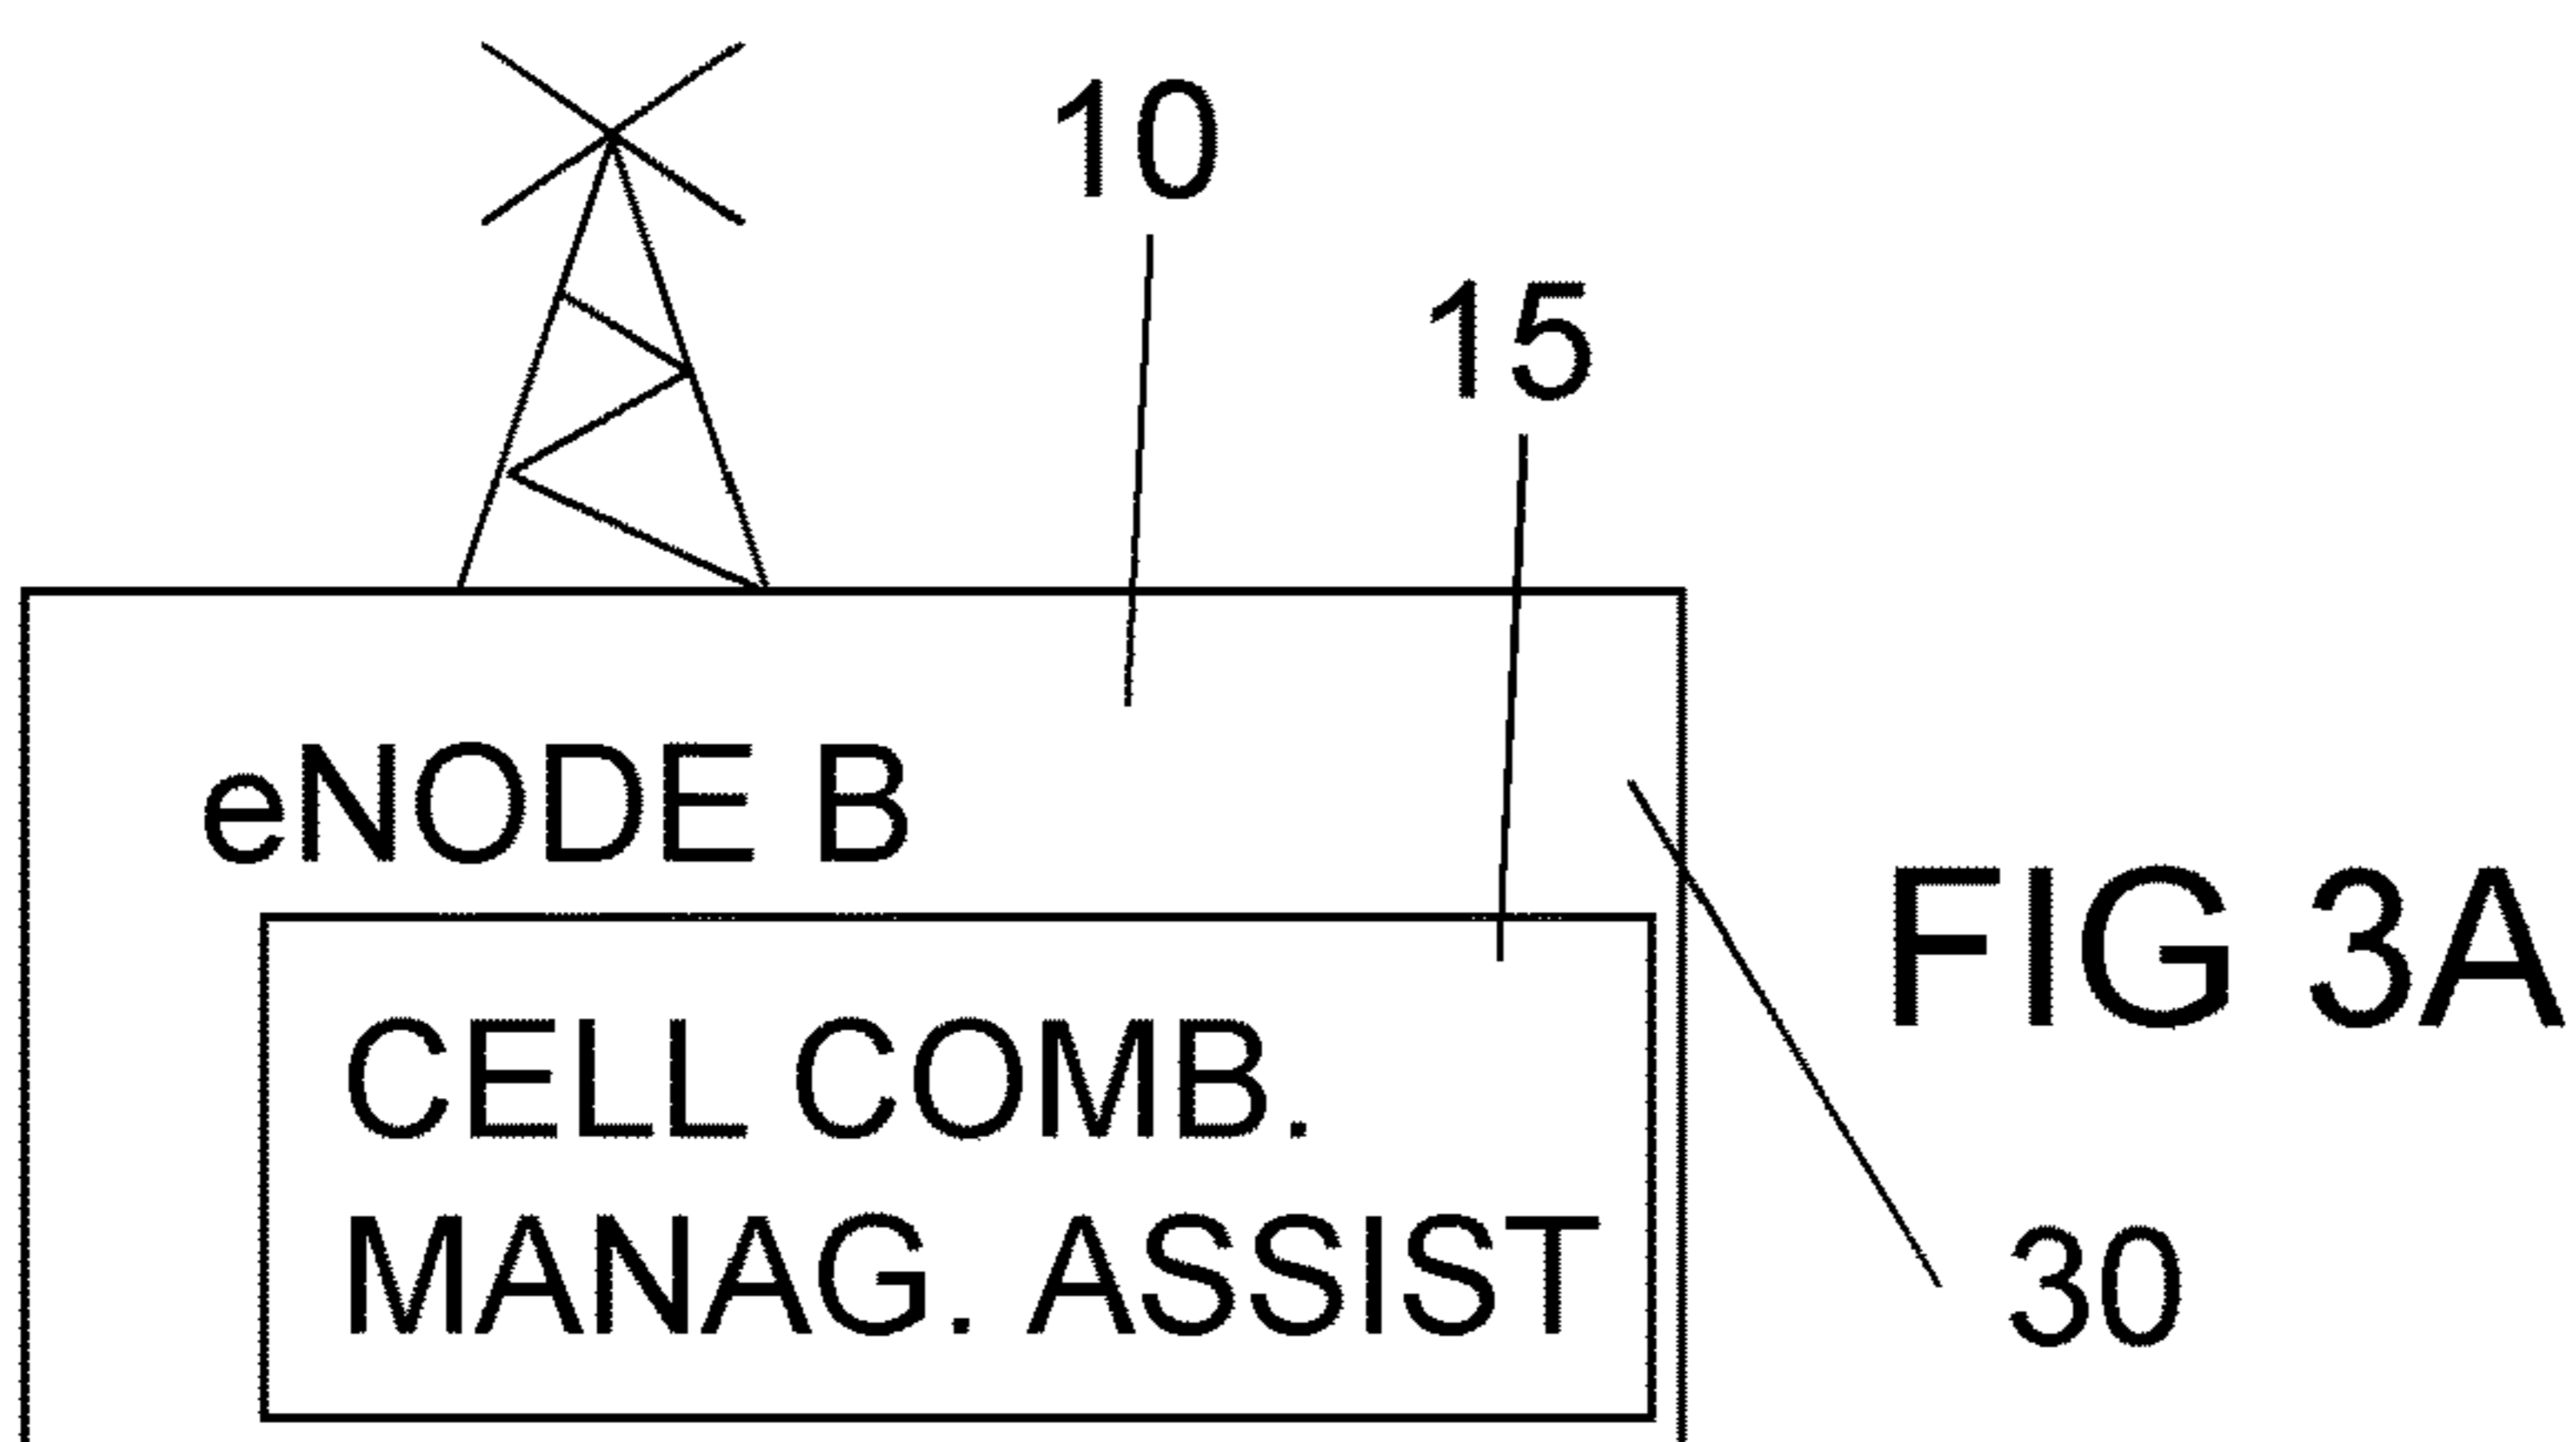 10
15
eNODE B
FIG 3A
CELL COMB.
MANAG. ASSIST
30